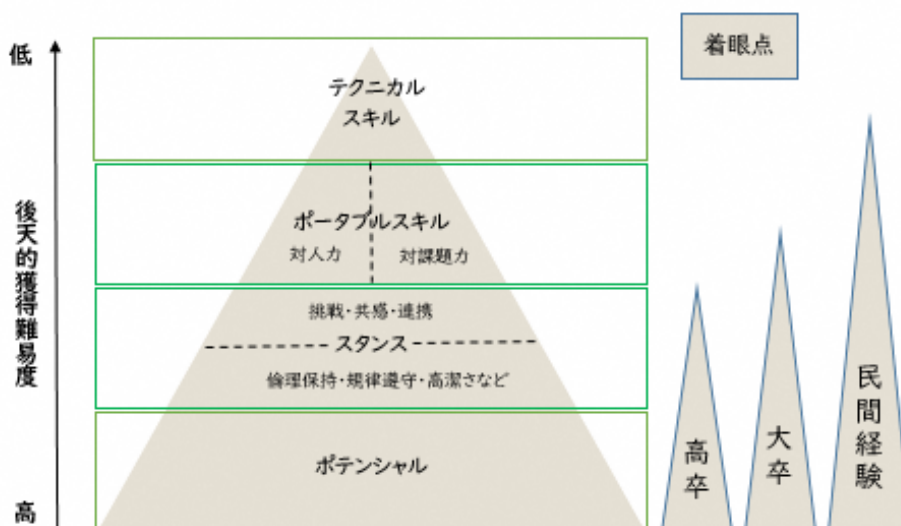 低
着眼点
テクニカル
スキル
後天的獲得難易度
ポータブルスキル
対人力
対課題力
挑戦・共感・連携
スタンス
倫理保持・規律遵守・高潔さなど
ポテンシャル
高
高卒
大卒
民間経験